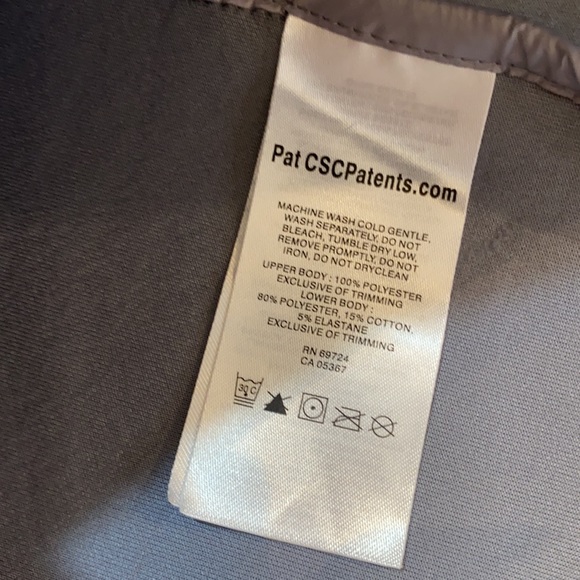 Pat CSCPatents.com
MACHINE WASH COLD GENTLE,
WASH SEPARATELY, DO NOT
BLEACH, TUMBLE DRY LOW,
REMOVE PROMPTLY, DO NOT
IRON, DO NOT DRYCLEAN
UPPER BODY : 100% POLYESTER
EXCLUSIVE OF TRIMMING
LOWER BODY :
80% POLYESTER, 15% COTTON,
5% ELASTANE
EXCLUSIVE OF TRIMMING
RN 69724
CA 05367
30 C